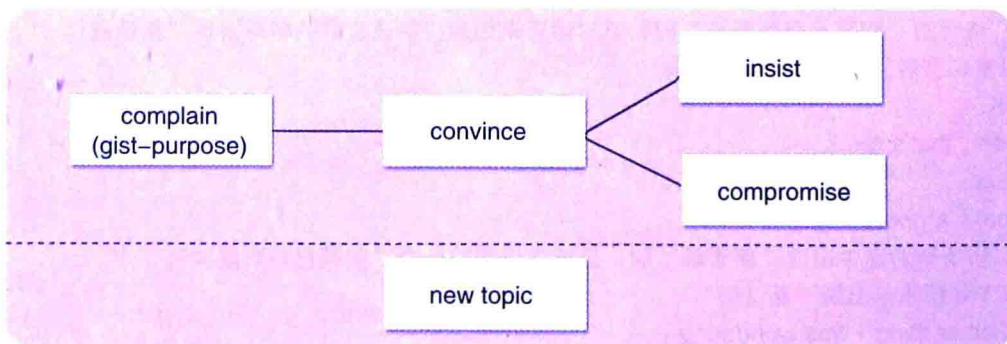 complain
(gist–purpose)
convince
insist
compromise
new topic